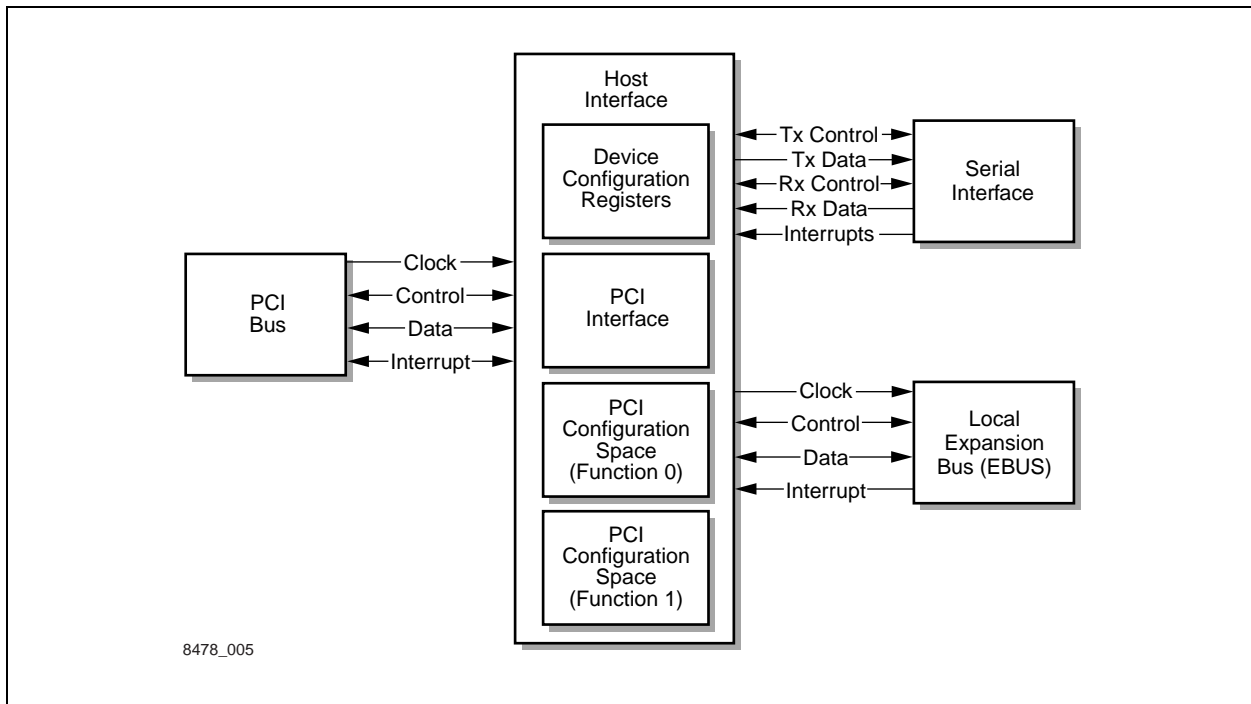 Host
Interface
Device
Configuration
Registers
Tx Control
Tx Data
Rx Control
Rx Data
Interrupts
Serial
Interface
PCI
Bus
Clock
Control
Data
Interrupt
PCI
Interface
PCI
Configuration
Space
(Function 0)
Clock
Control
Data
Interrupt
Local
Expansion
Bus (EBUS)
PCI
Configuration
Space
(Function 1)
8478_005